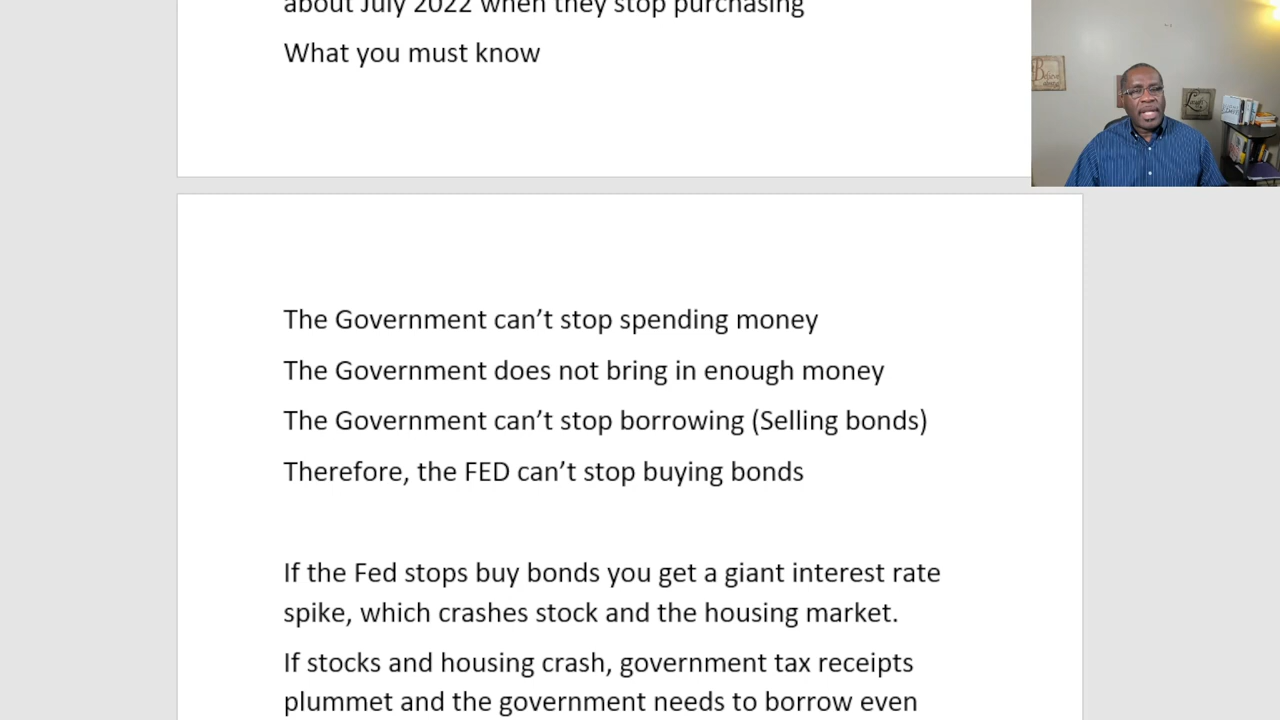 about July 2022 when they stop purchasing
What you must know
Believe
The Government can’t stop spending money
The Government does not bring in enough money
The Government can’t stop borrowing (Selling bonds)
Therefore, the FED can’t stop buying bonds
If the Fed stops buy bonds you get a giant interest rate
spike, which crashes stock and the housing market.
If stocks and housing crash, government tax receipts
plummet and the government needs to borrow even